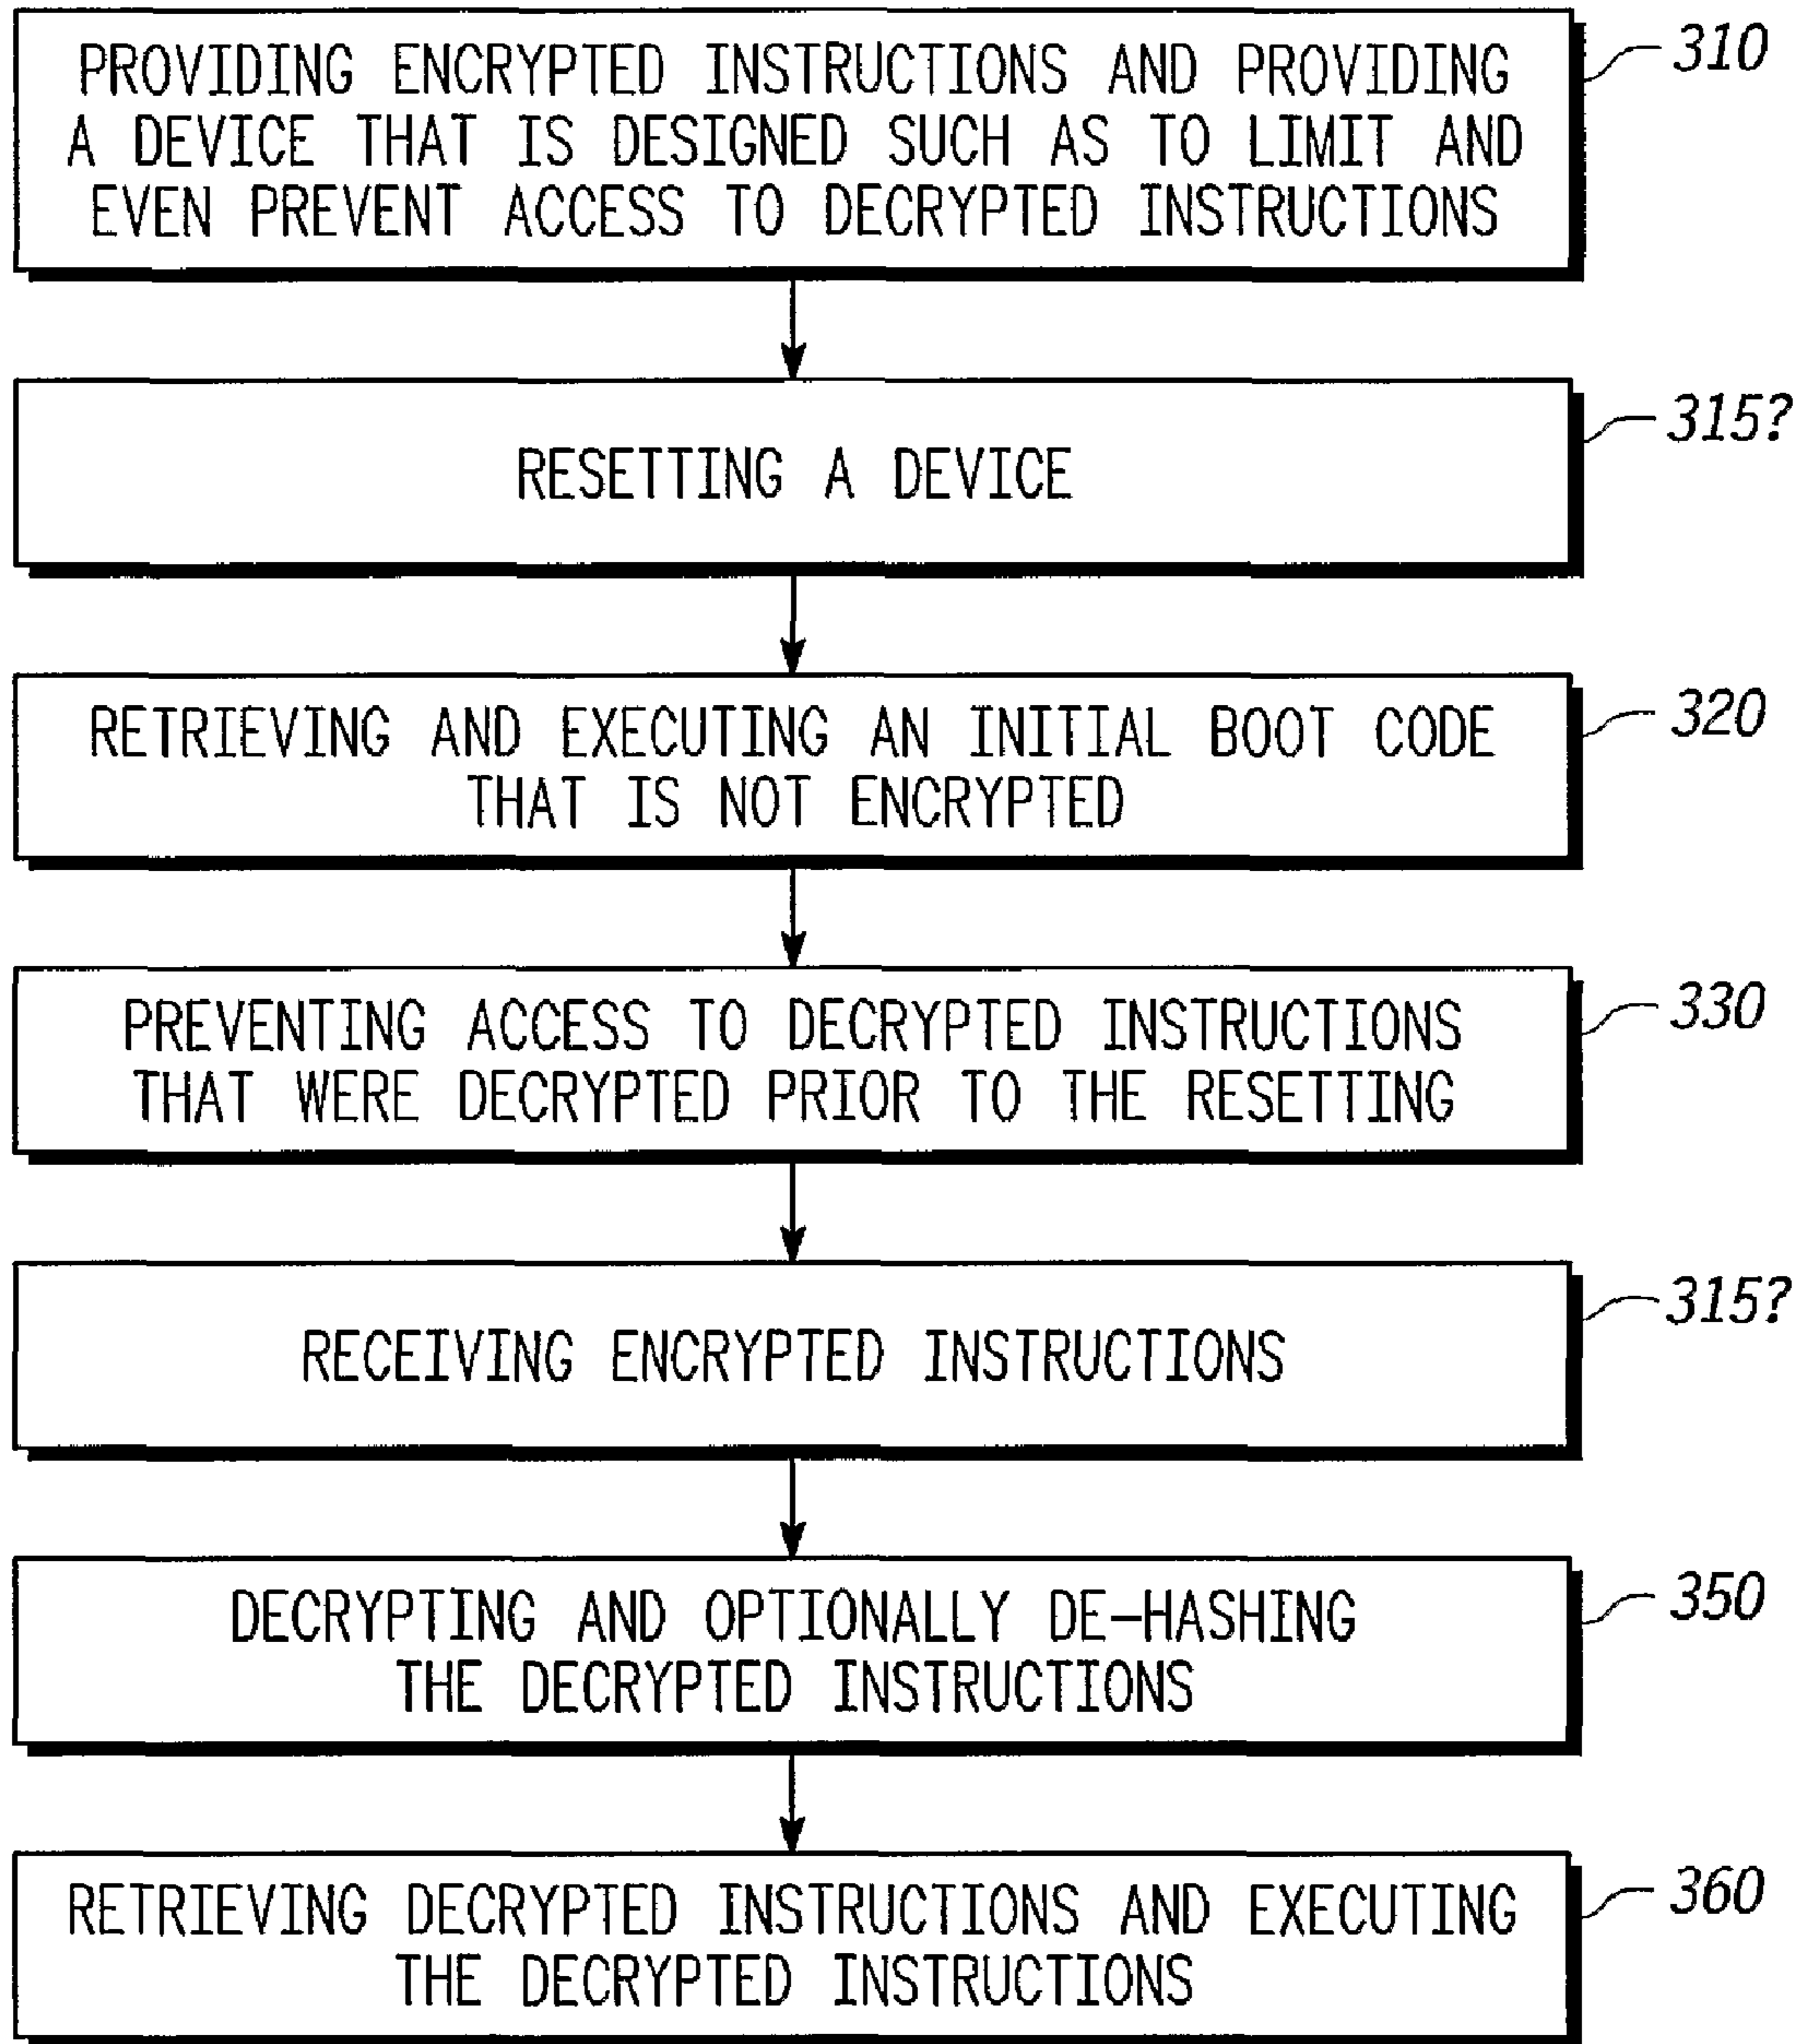 PROVIDING ENCRYPTED INSTRUCTIONS AND PROVIDING
A DEVICE THAT IS DESIGNED SUCH AS TO LIMIT AND
EVEN PREVENT ACCESS TO DECRYPTED INSTRUCTIONS
310
RESETTING A DEVICE
315?
RETRIEVING AND EXECUTING AN INITIAL BOOT CODE
THAT IS NOT ENCRYPTED
320
PREVENTING ACCESS TO DECRYPTED INSTRUCTIONS
THAT WERE DECRYPTED PRIOR TO THE RESETTING
330
RECEIVING ENCRYPTED INSTRUCTIONS
315?
DECRYPTING AND OPTIONALLY DE-HASHING
THE DECRYPTED INSTRUCTIONS
350
RETRIEVING DECRYPTED INSTRUCTIONS AND EXECUTING
THE DECRYPTED INSTRUCTIONS
360